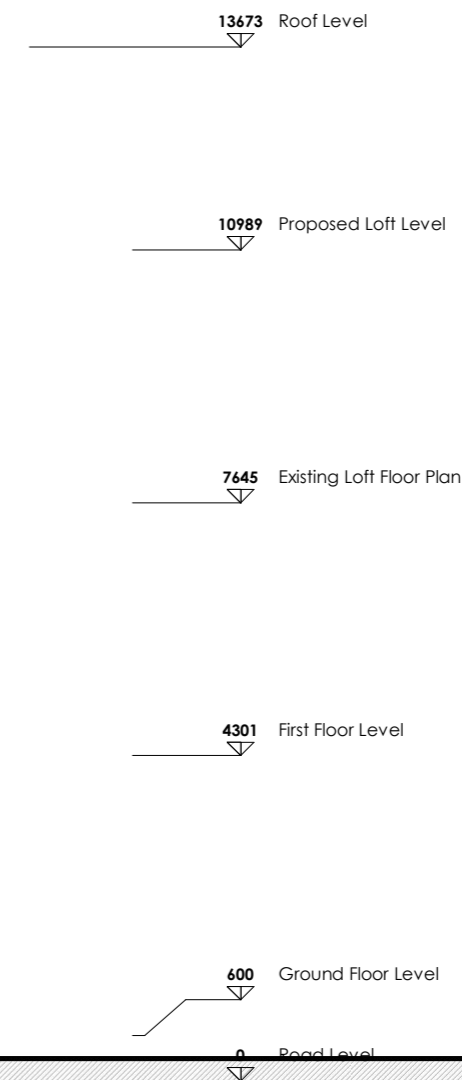 13673 Roof Level
10989 Proposed Loft Level
7645 Existing Loft Floor Plan
4301 First Floor Level
600 Ground Floor Level
0 Road Level